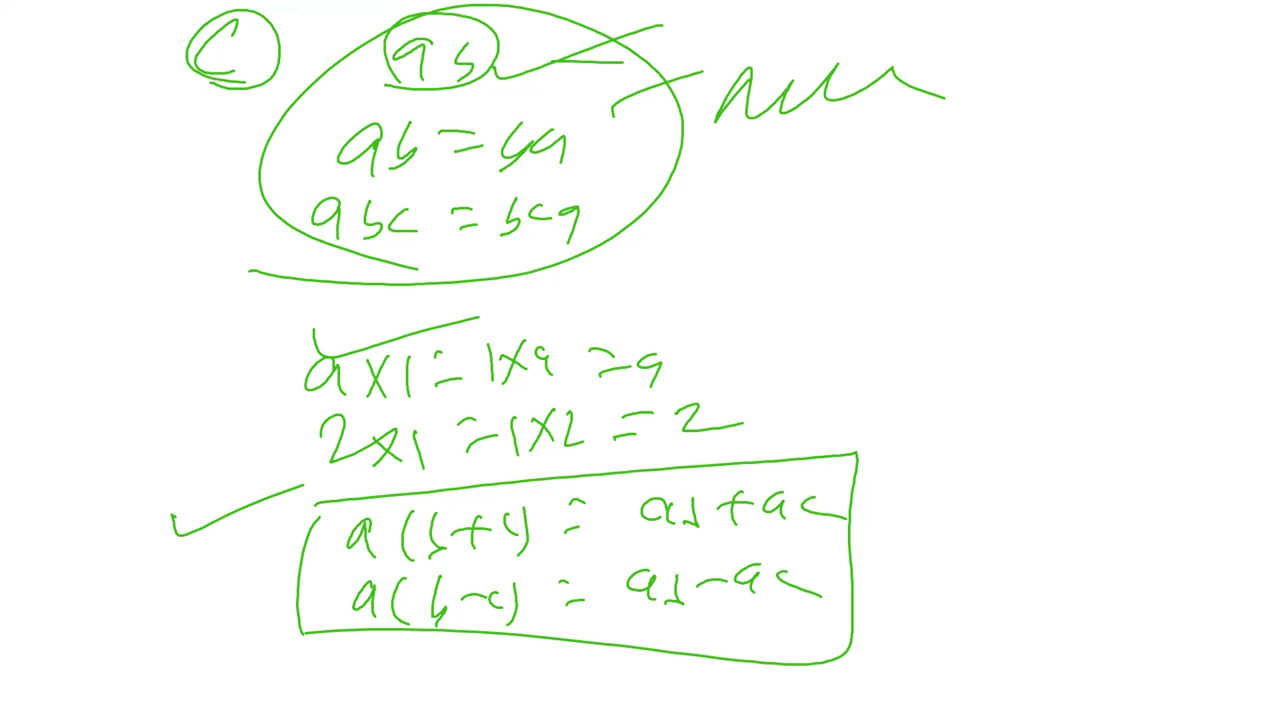 C ab
ab = ba
abc = bca
a×1 = 1×a = a
2×1 = 1×2 = 2
a(b+c) = ab+ac
a(b-c) = ab-ac